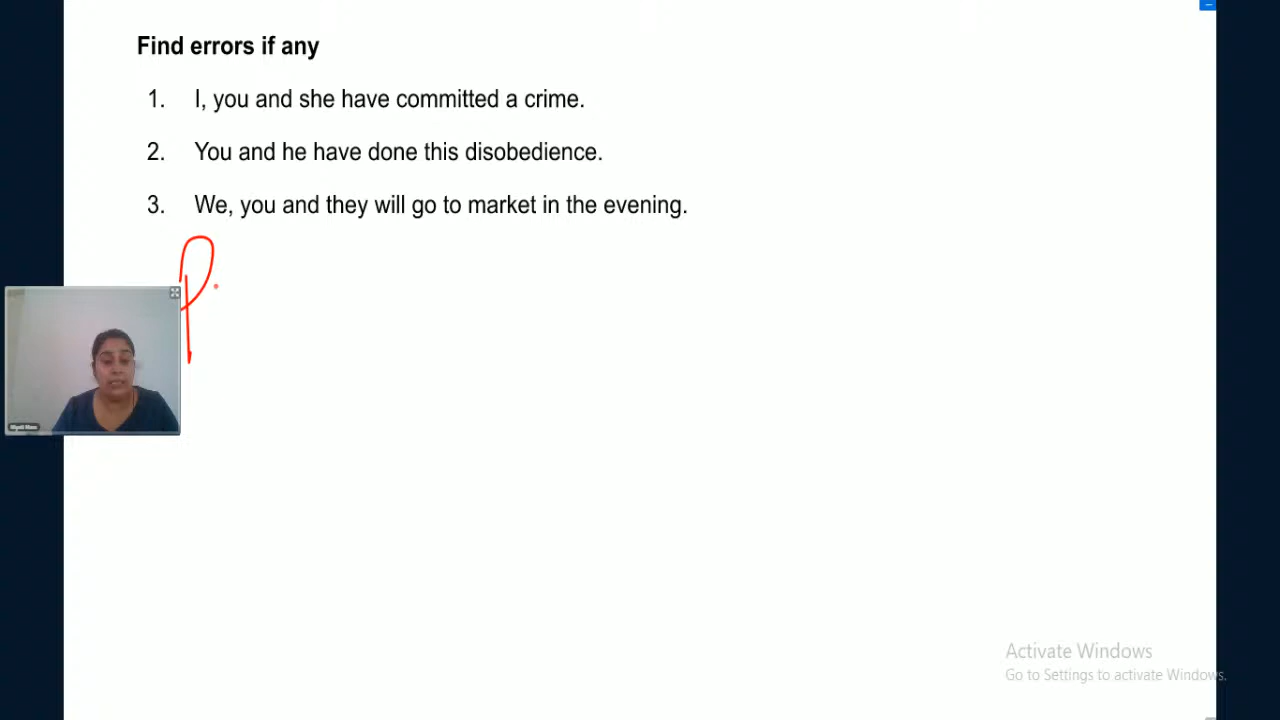 Find errors if any
1. I, you and she have committed a crime.
2. You and he have done this disobedience.
3. We, you and they will go to market in the evening.
P
Activate Windows
Go to Settings to activate Windows.